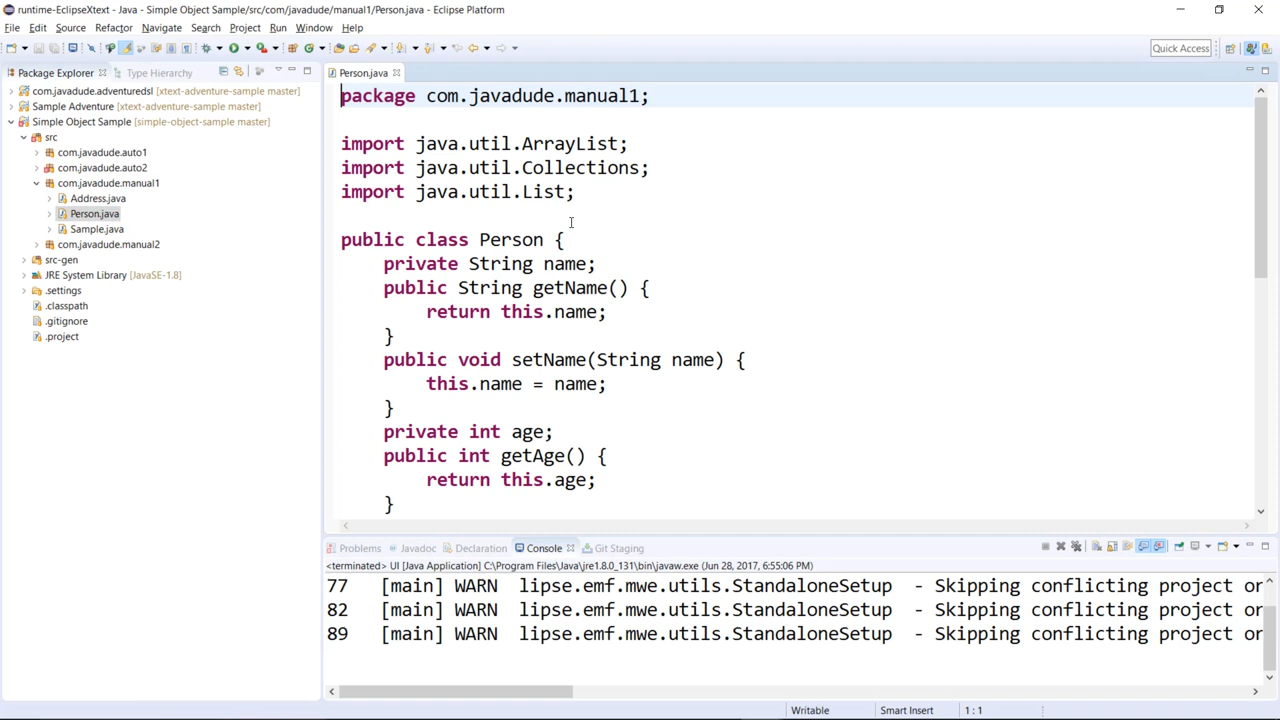 runtime-EclipseXtext - Java - Simple Object Sample/src/com/javadude/manual1/Person.java - Eclipse Platform
File Edit Source Refactor Navigate Search Project Run Window Help
Quick Access
Package Explorer
Type Hierarchy
com.javadude.adventuredsl [xtext-adventure-sample master]
Sample Adventure [xtext-adventure-sample master]
Simple Object Sample [simple-object-sample master]
src
com.javadude.auto1
com.javadude.auto2
com.javadude.manual1
Address.java
Person.java
Sample.java
com.javadude.manual2
src-gen
JRE System Library [JavaSE-1.8]
.settings
.classpath
.gitignore
.project
Person.java
package com.javadude.manual1;
import java.util.ArrayList;
import java.util.Collections;
import java.util.List;
public class Person {
private String name;
public String getName() {
return this.name;
}
public void setName(String name) {
this.name = name;
}
private int age;
public int getAge() {
return this.age;
}
Problems Javadoc Declaration Console Git Staging
<terminated> UI [Java Application] C:\Program Files\Java\jre1.8.0_131\bin\javaw.exe (Jun 28, 2017, 6:55:06 PM)
77 [main] WARN lipse.emf.mwe.utils.StandaloneSetup - Skipping conflicting project or
82 [main] WARN lipse.emf.mwe.utils.StandaloneSetup - Skipping conflicting project or
89 [main] WARN lipse.emf.mwe.utils.StandaloneSetup - Skipping conflicting project or
Writable Smart Insert 1 : 1